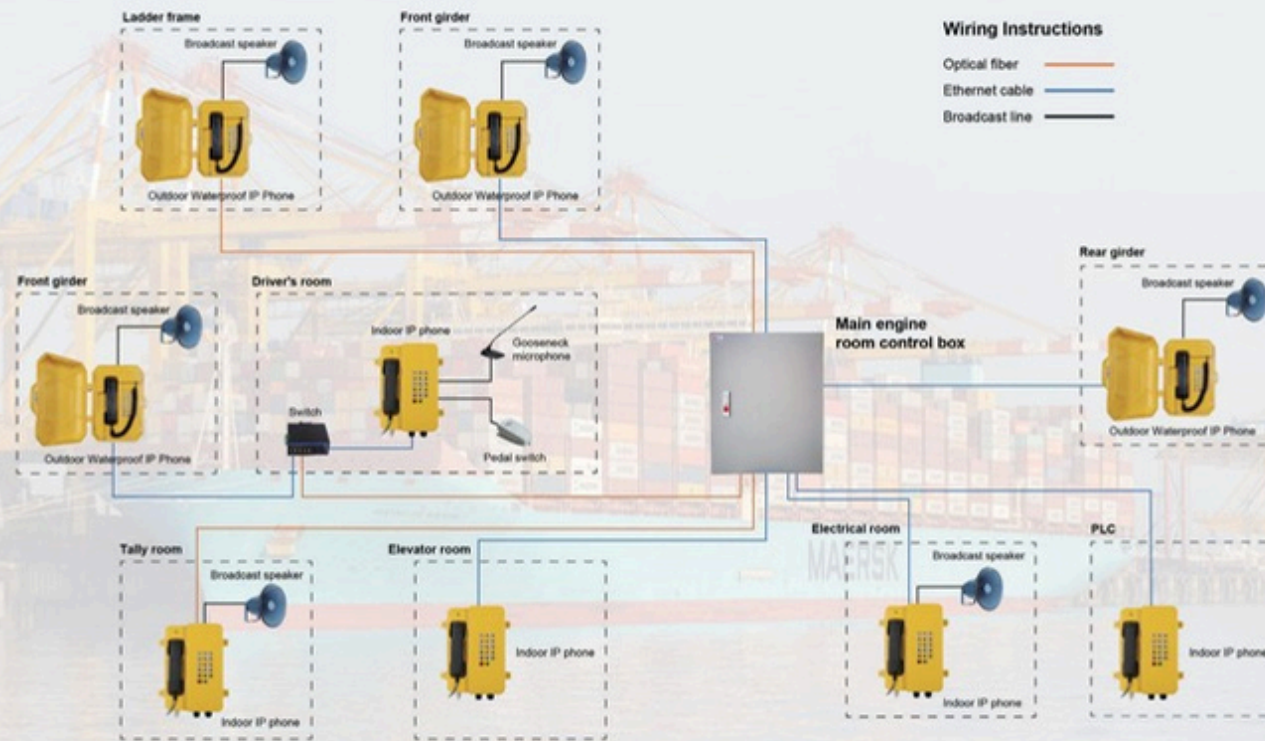 Ladder frame
Broadcast speaker
Outdoor Waterproof IP Phone
Front girder
Broadcast speaker
Outdoor Waterproof IP Phone
Wiring Instructions
Optical fiber
Ethernet cable
Broadcast line
Front girder
Broadcast speaker
Outdoor Waterproof IP Phone
Driver's room
Indoor IP phone
Gooseneck
microphone
Switch
Pedal switch
Main engine
room control box
Rear girder
Broadcast speaker
Outdoor Waterproof IP Phone
Tally room
Broadcast speaker
Indoor IP phone
Elevator room
Indoor IP phone
Electrical room
Broadcast speaker
Indoor IP phone
PLC
Indoor IP phone
MAERSK